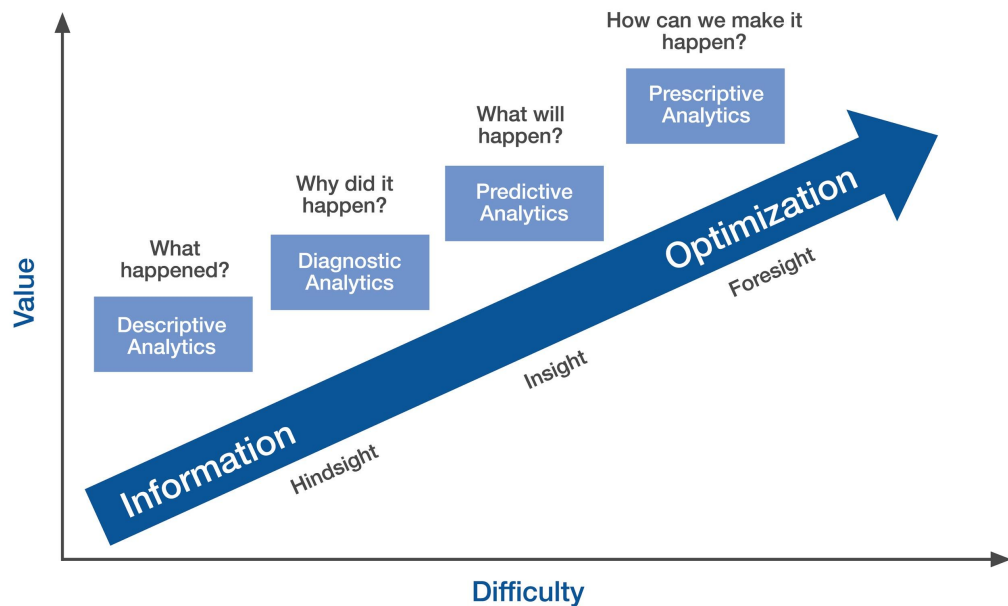 How can we make it
happen?
Prescriptive
Analytics
What will
happen?
Predictive
Analytics
Why did it
happen?
Diagnostic
Analytics
What
happened?
Descriptive
Analytics
Value
Information
Optimization
Hindsight
Insight
Foresight
Difficulty